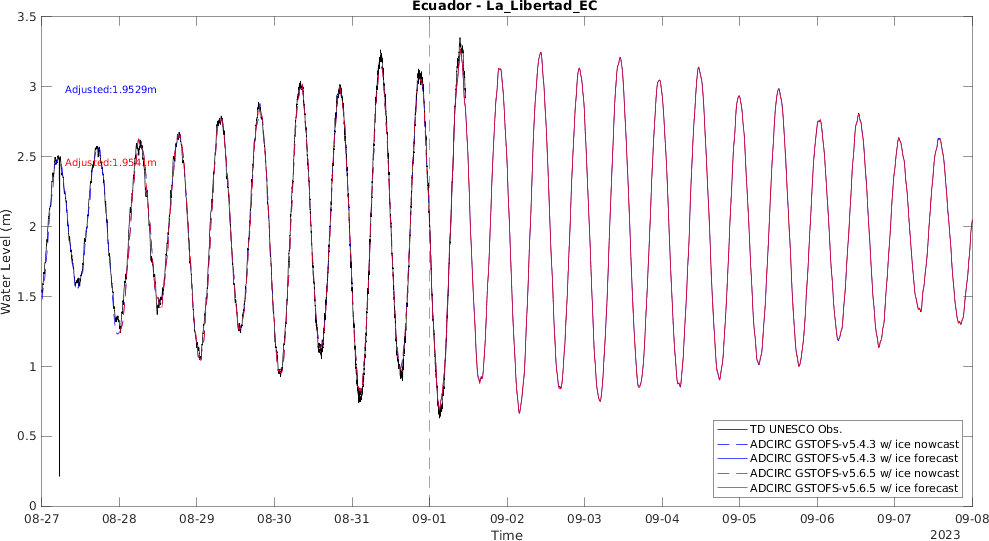 Ecuador - La_Libertad_EC
3.5
3
2.5
2
1.5
1
0.5
0
Water Level (m)
Adjusted:1.9529m
Adjusted:1.9541m
TD UNESCO Obs.
ADCIRC GSTOFS-v5.4.3 w/ ice nowcast
ADCIRC GSTOFS-v5.4.3 w/ ice forecast
ADCIRC GSTOFS-v5.6.5 w/ ice nowcast
ADCIRC GSTOFS-v5.6.5 w/ ice forecast
08-27 08-28 08-29 08-30 08-31 09-01 09-02 09-03 09-04 09-05 09-06 09-07 09-08
Time
2023